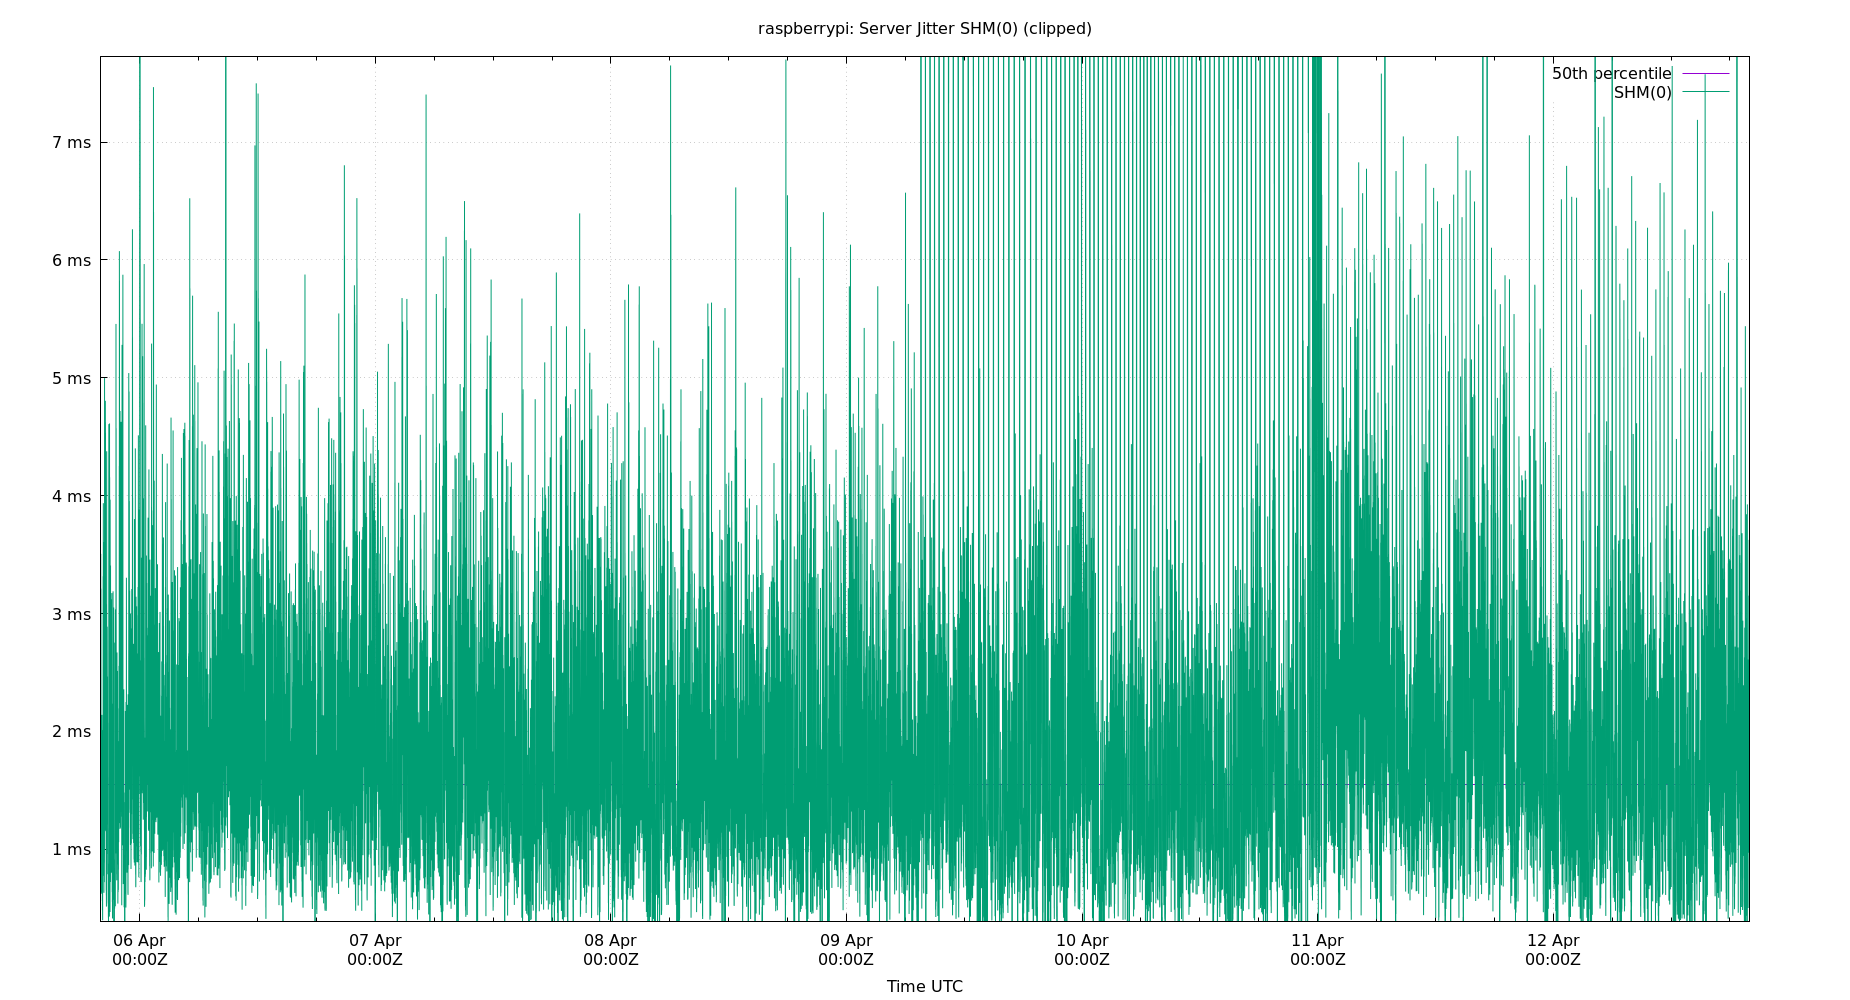 raspberrypi: Server Jitter SHM(0) (clipped)
50th percentile
SHM(0)
7 ms
6 ms
5 ms
4 ms
3 ms
2 ms
1 ms
06 Apr
00:00Z
07 Apr
00:00Z
08 Apr
00:00Z
09 Apr
00:00Z
10 Apr
00:00Z
11 Apr
00:00Z
12 Apr
00:00Z
Time UTC